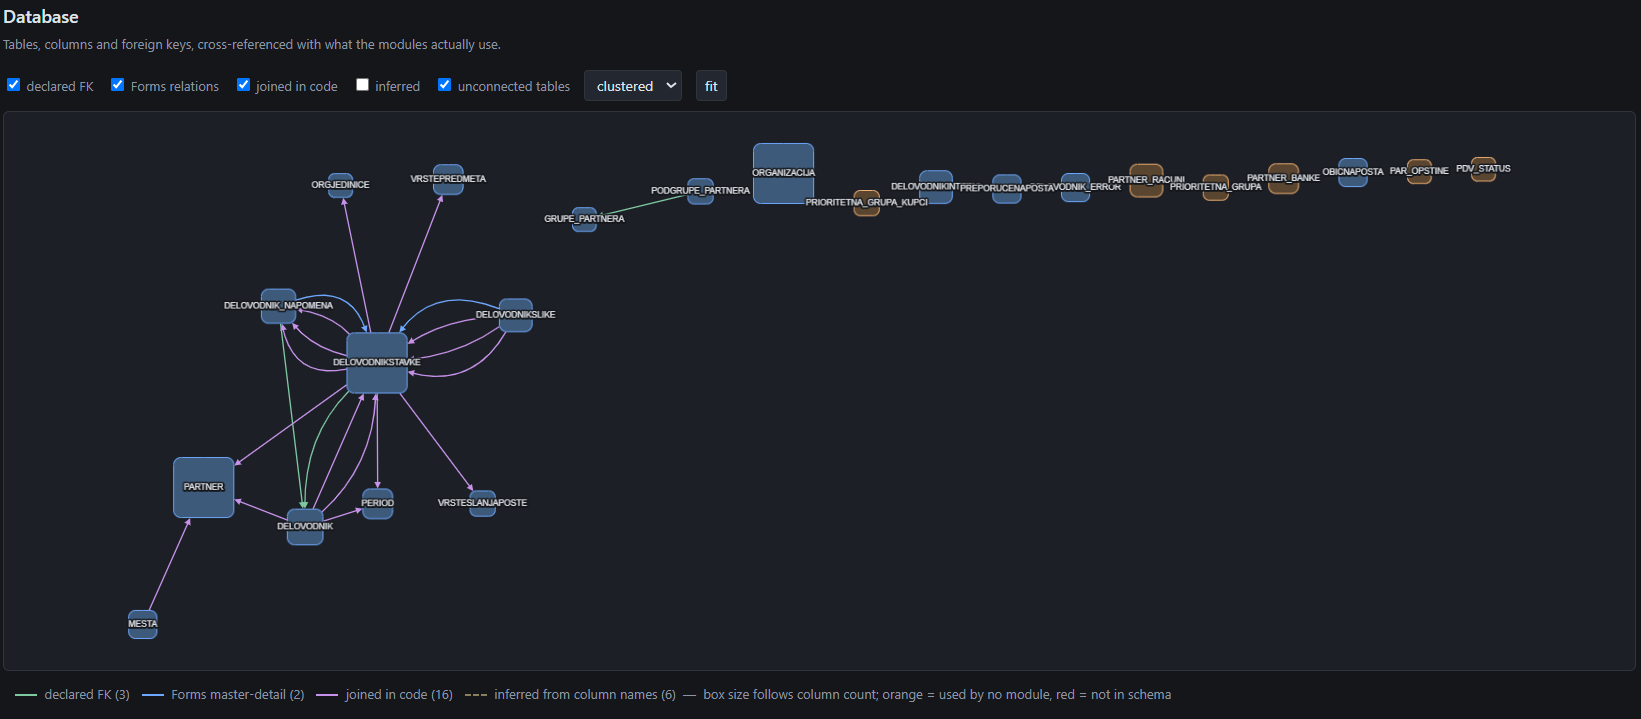 Database
Tables, columns and foreign keys, cross-referenced with what the modules actually use.
declared FK Forms relations joined in code inferred unconnected tables clustered fit
ORGANIZACIJA
ORGJEDINICE
VRSTEPREDMETA
PODGRUPE_PARTNERA
GRUPE_PARTNERA
PRIORITETNA_GRUPA_KUPCI
PREPORUCENAPOSTA
PARTNER_RACUNI
PRIORITETNA_GRUPA
PARTNER_BANKE
OBICNAPOSTA
PAR_OPSTINE
PDV_STATUS
DELOVODNIK_NAPOMENA
DELOVODNIKSLIKE
DELOVODNIKSTAVKE
PARTNER
PERIOD
VRSTESLANJAPOSTE
DELOVODNIK
MESTA
declared FK (3) Forms master-detail (2) joined in code (16) inferred from column names (6) — box size follows column count; orange = used by no module, red = not in schema